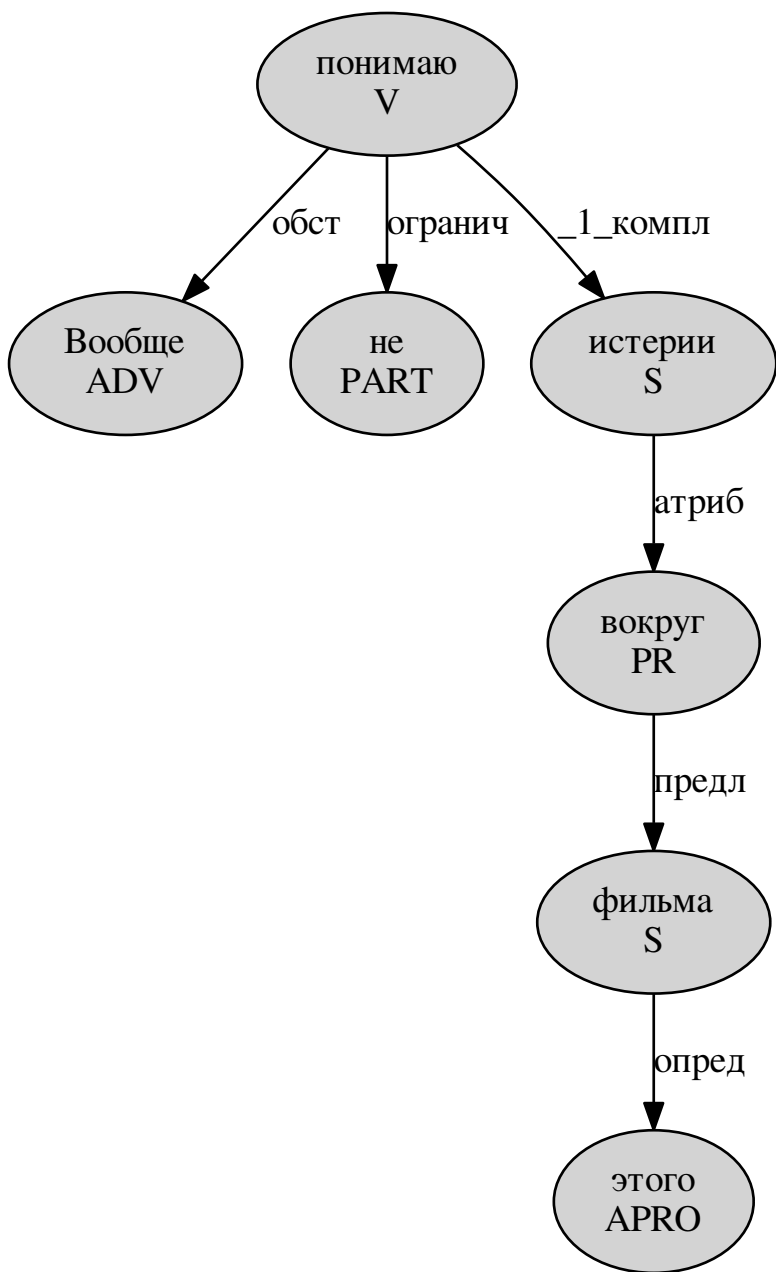 понимаю
V
обст
огранич
_1_компл
Вообще
ADV
не
PART
истерии
S
атриб
вокруг
PR
предл
фильма
S
опред
этого
APRO